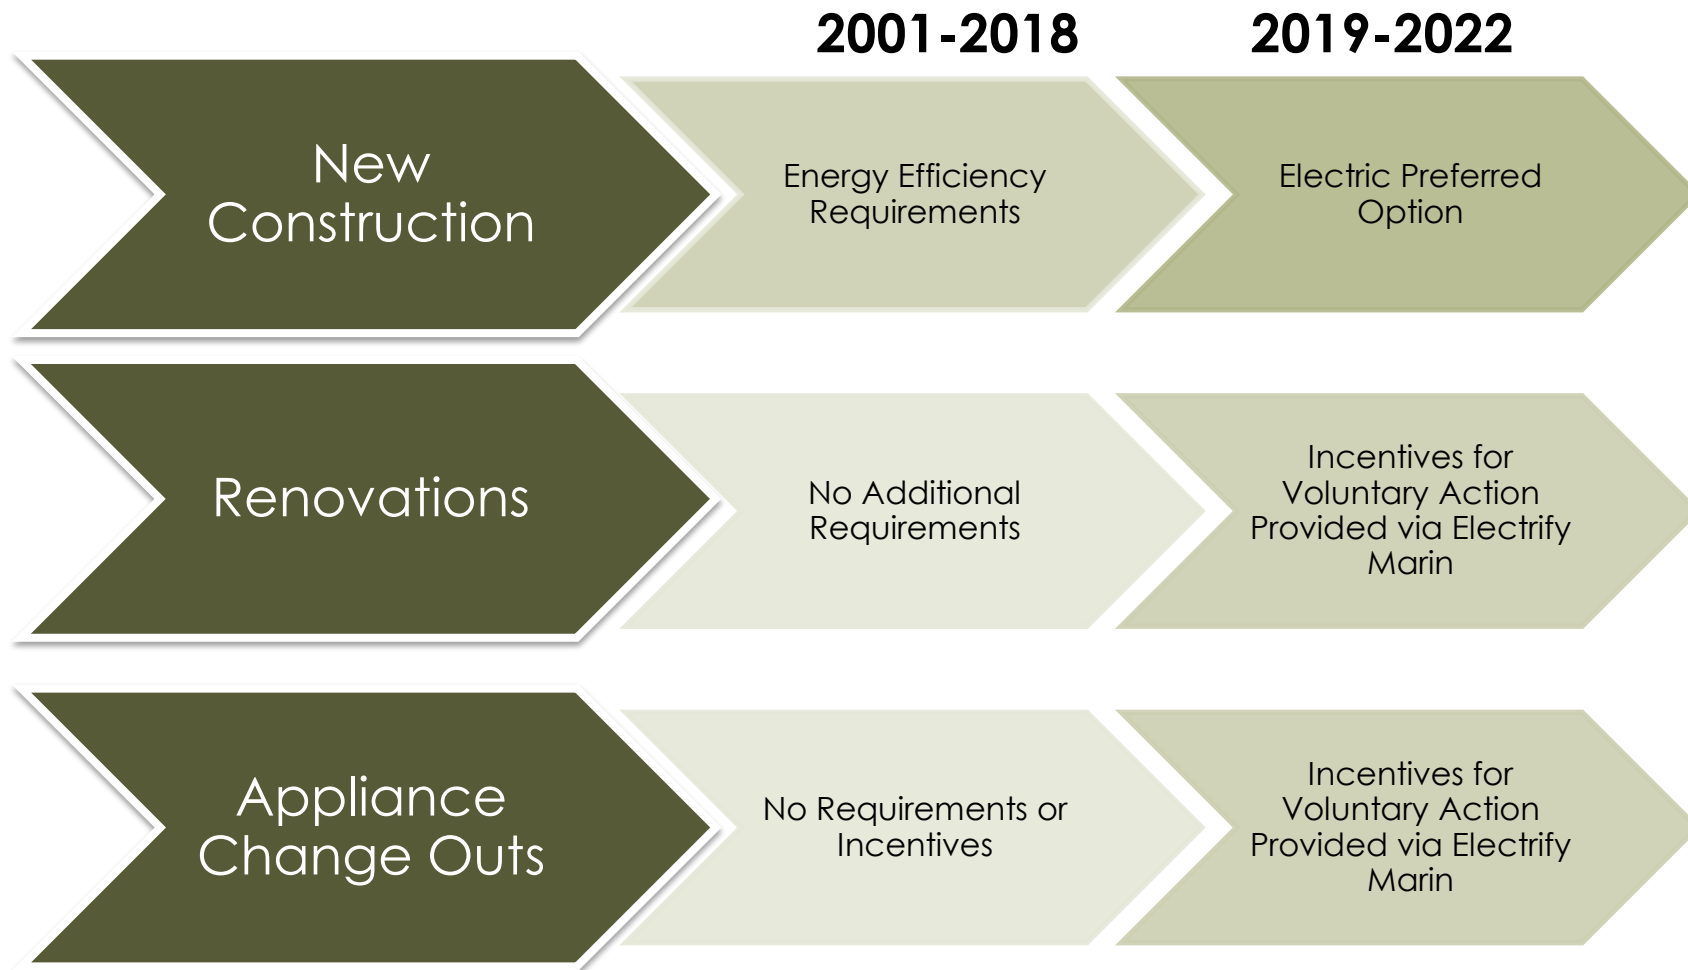 2001-2018
2019-2022
New
Construction
Energy Efficiency
Requirements
Electric Preferred
Option
Renovations
No Additional
Requirements
Incentives for
Voluntary Action
Provided via Electrify
Marin
Appliance
Change Outs
No Requirements or
Incentives
Incentives for
Voluntary Action
Provided via Electrify
Marin